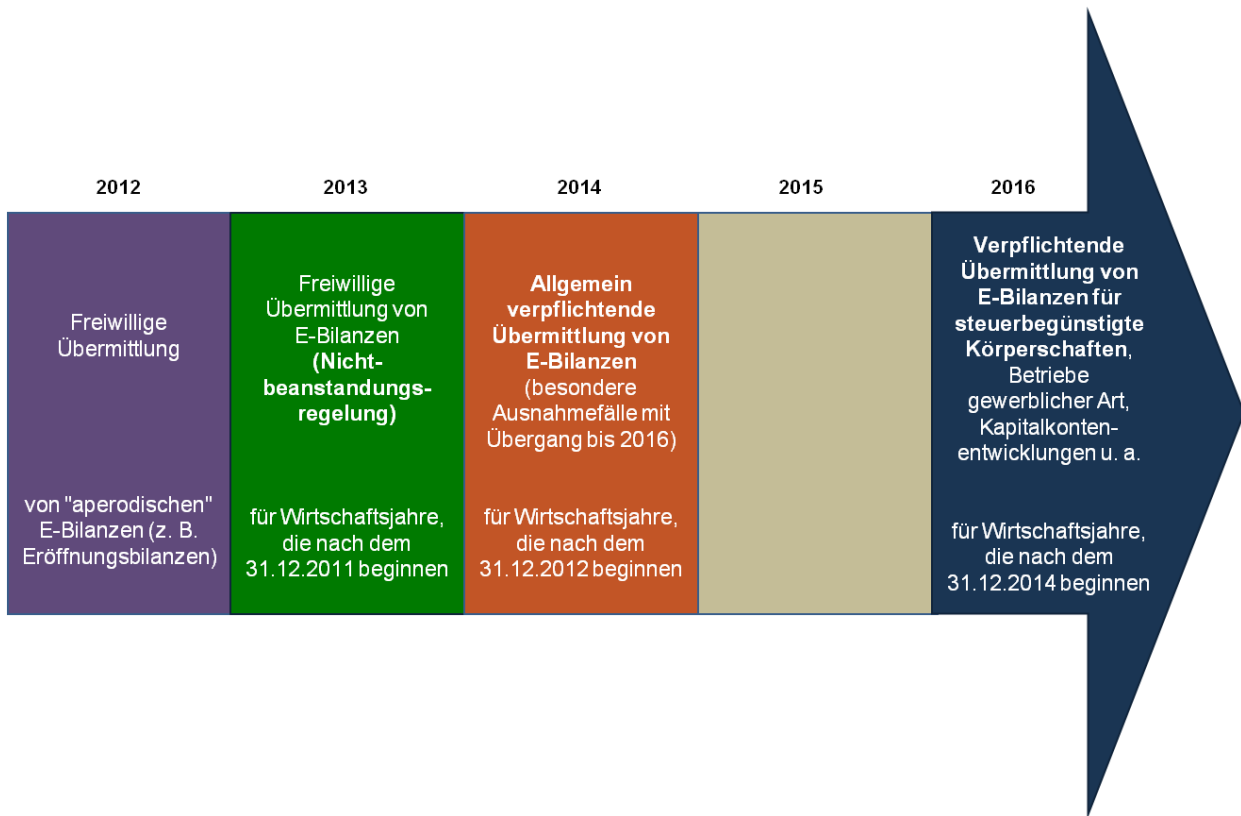 2012
2013
2014
2015
2016
Freiwillige
Übermittlung
von "aperodischen"
E-Bilanzen (z. B.
Eröffnungsbilanzen)
Freiwillige
Übermittlung von
E-Bilanzen
(Nicht-
beanstandungs-
regelung)
für Wirtschaftsjahre,
die nach dem
31.12.2011 beginnen
Allgemein
verpflichtende
Übermittlung von
E-Bilanzen
(besondere
Ausnahmefälle mit
Übergang bis 2016)
für Wirtschaftsjahre,
die nach dem
31.12.2012 beginnen
Verpflichtende
Übermittlung von
E-Bilanzen für
steuerbegünstigte
Körperschaften,
Betriebe
gewerblicher Art,
Kapitalkonten-
entwicklungen u. a.
für Wirtschaftsjahre,
die nach dem
31.12.2014 beginnen